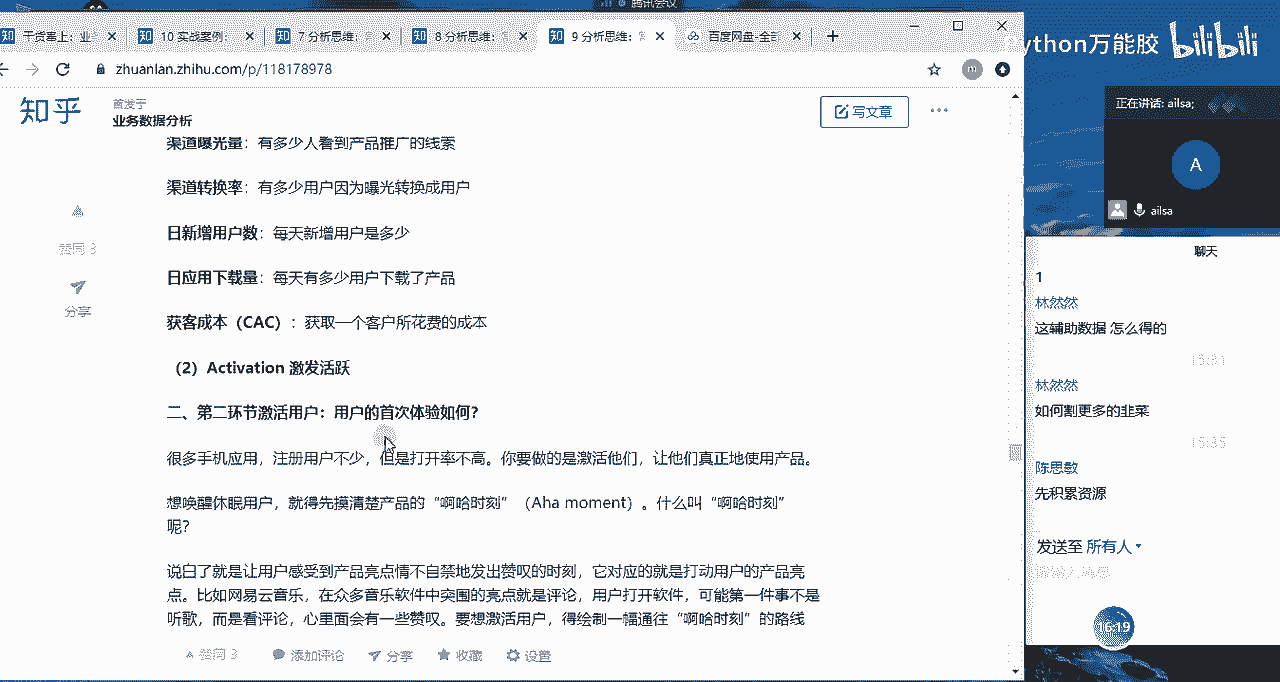 腾讯会议
干货奉上：业
10 实战案例：
7 分析思维：
8 分析思维：
9 分析思维：
百度网盘-全部
zhuanlan.zhihu.com/p/118178978
知乎
首发于
业务数据分析
写文章
渠道曝光量：有多少人看到产品推广的线索
渠道转换率：有多少用户因为曝光转换成用户
日新增用户数：每天新增用户是多少
日应用下载量：每天有多少用户下载了产品
获客成本（CAC）：获取一个客户所花费的成本
（2）Activation 激发活跃
二、第二环节激活用户：用户的首次体验如何？
很多手机应用，注册用户不少，但是打开率不高。你要做的是激活他们，让他们真正地使用产品。
想唤醒休眠用户，就得先摸清楚产品的“啊哈时刻”（Aha moment）。什么叫“啊哈时刻”
呢？
说白了就是让用户感受到产品亮点情不自禁地发出赞叹的时刻，它对应的就是打动用户的产品亮
点。比如网易云音乐，在众多音乐软件中突围的亮点就是评论，用户打开软件，可能第一件事不是
听歌，而是看评论，心里面会有一些赞叹。要想激活用户，得绘制一幅通往“啊哈时刻”的路线
赞同 3
分享
赞同 3
添加评论
分享
收藏
设置
python万能胶
bilibili
正在讲话: ailsa;
A
ailsa
聊天
1
林然然
这辅助数据 怎么得的
15:31
林然然
如何割更多的韭菜
15:35
陈思敏
先积累资源
发送至 所有人
16:19